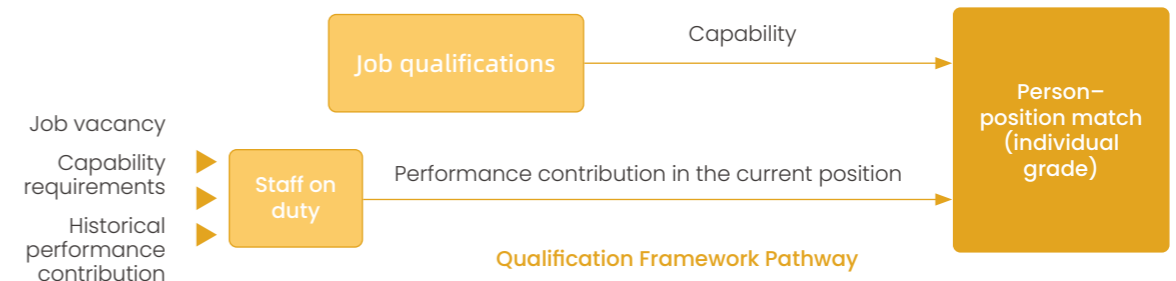 Job qualifications
Capability
Person–
position match
(individual
grade)
Job vacancy
Capability
requirements
Historical
performance
contribution
Staff on
duty
Performance contribution in the current position
Qualification Framework Pathway